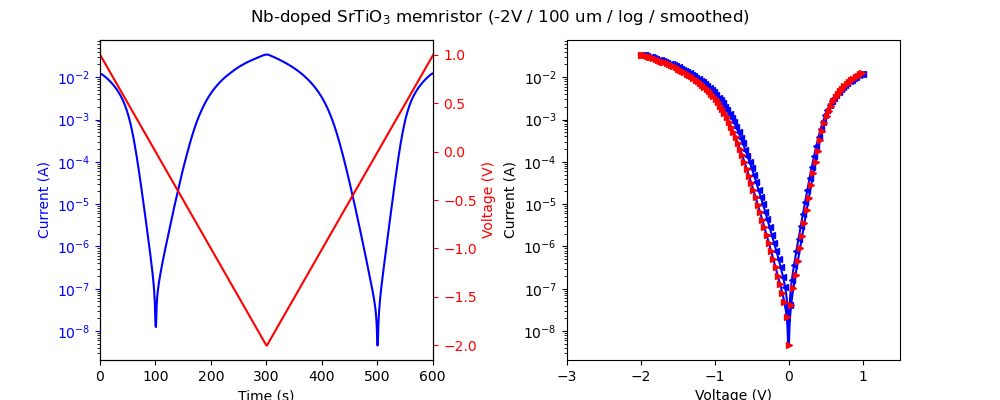 Nb-doped SrTiO₃ memristor (-2V / 100 um / log / smoothed)
Current (A)
10⁻²
10⁻³
10⁻⁴
10⁻⁵
10⁻⁶
10⁻⁷
10⁻⁸
0 100 200 300 400 500 600
Time (s)
1.0
0.5
0.0
−0.5
−1.0
−1.5
−2.0
Voltage (V)
Current (A)
10⁻²
10⁻³
10⁻⁴
10⁻⁵
10⁻⁶
10⁻⁷
10⁻⁸
−3 −2 −1 0 1
Voltage (V)